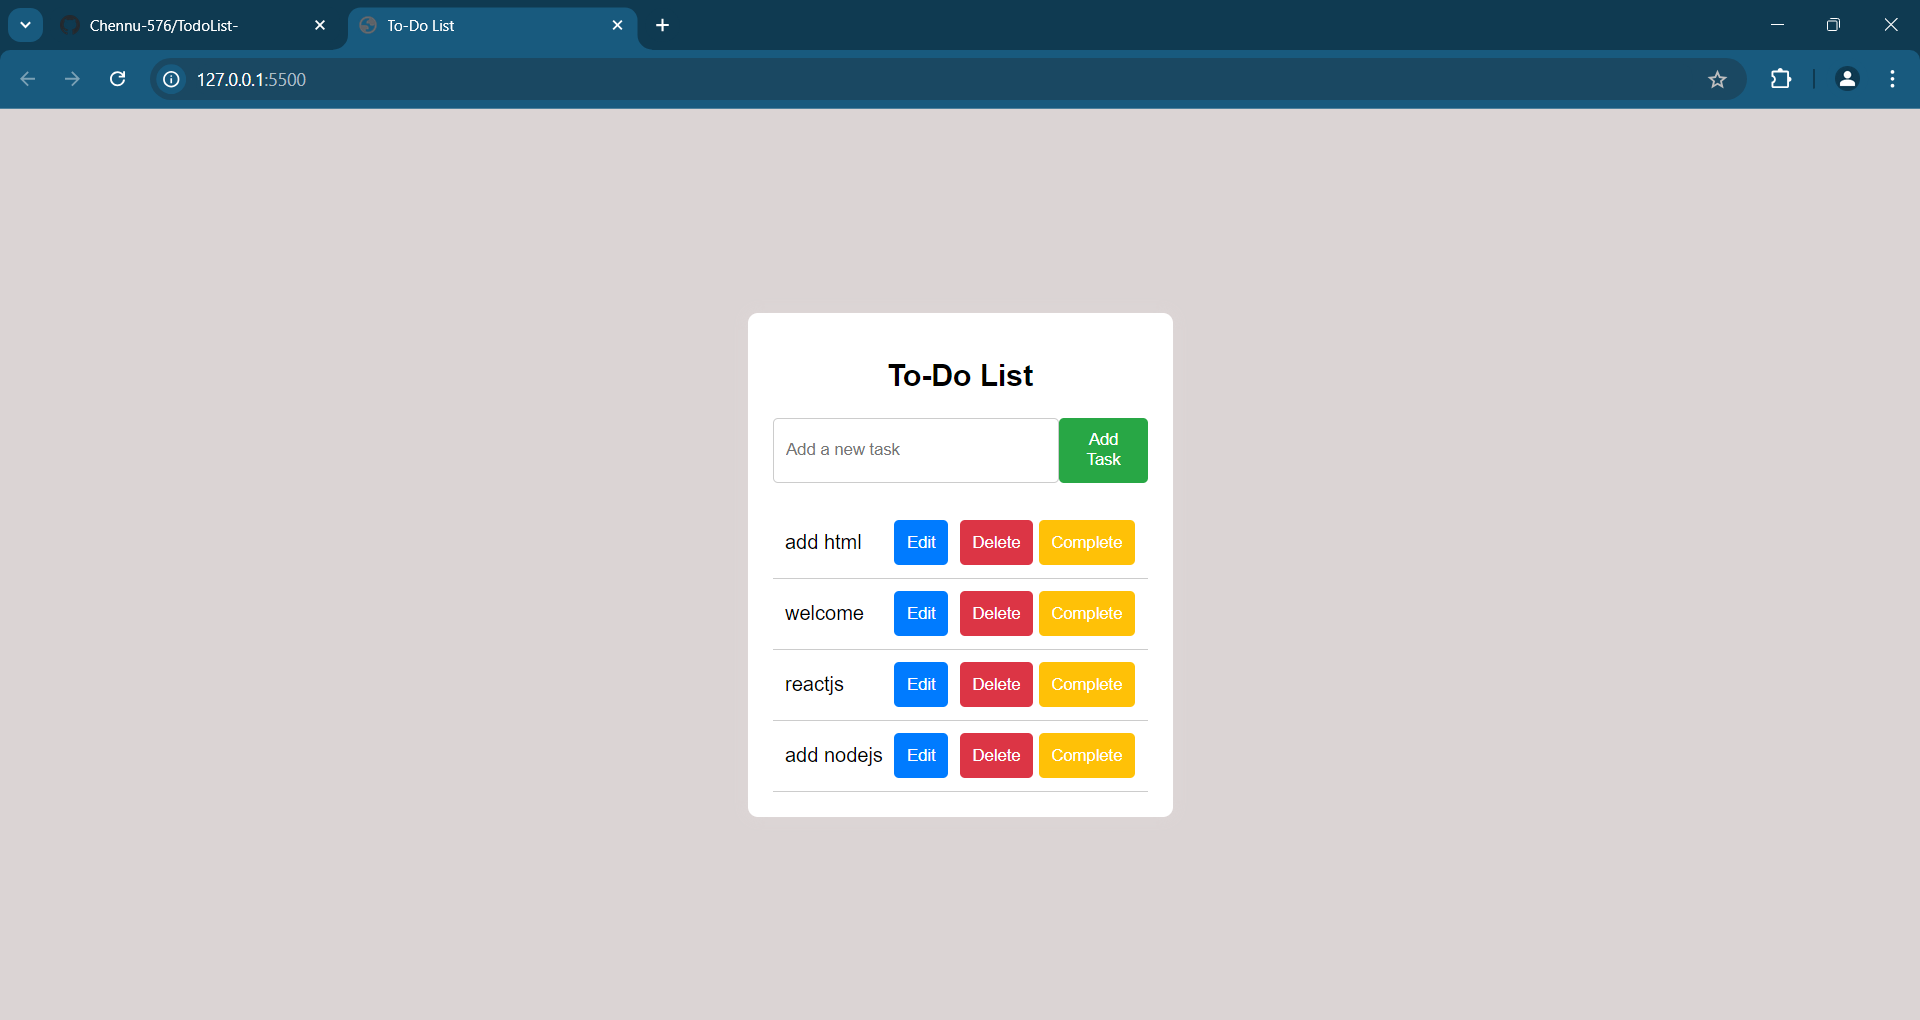 Chennu-576/TodoList-
To-Do List
127.0.0.1:5500
To-Do List
Add a new task
Add
Task
add html Edit Delete Complete
welcome Edit Delete Complete
reactjs Edit Delete Complete
add nodejs Edit Delete Complete